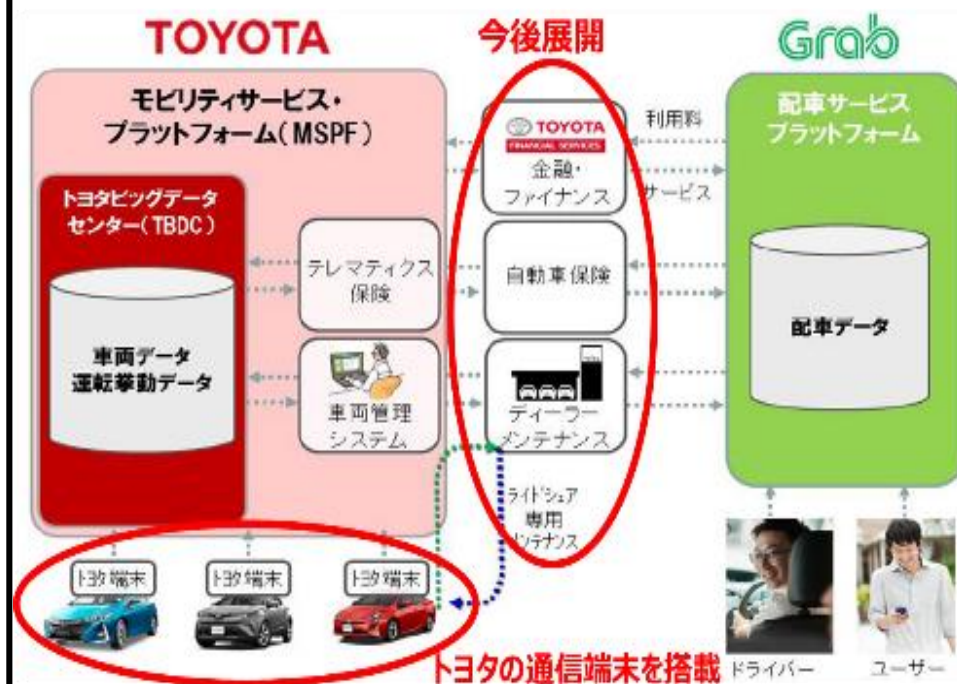 TOYOTA
今後展開
Grab
モビリティサービス・
プラットフォーム(MSPF)
トヨタビッグデータ
センター(TBDC)
車両データ
運転挙動データ
テレマティクス
保険
車両管理
システム
TOYOTA
FINANCIAL SERVICES
金融・
ファイナンス
利用料
サービス
自動車保険
ディーラー
メンテナンス
ライドシェア
専用
メンテナンス
配車サービス
プラットフォーム
配車データ
トヨタ端末
トヨタ端末
トヨタ端末
トヨタの通信端末を搭載
ドライバー
ユーザー